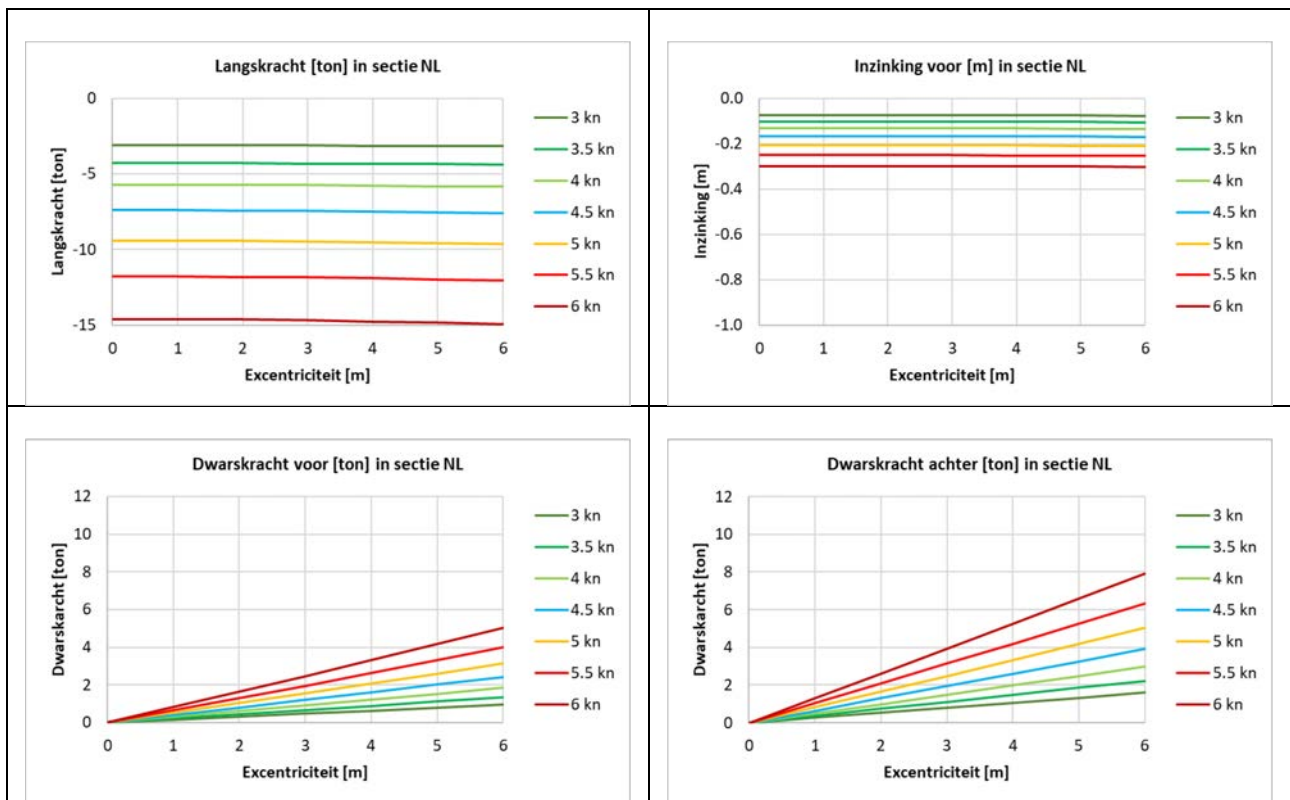 Langskracht [ton] in sectie NL
Langskracht [ton]
0
-5
-10
-15
0 1 2 3 4 5 6
Excentriciteit [m]
3 kn
3.5 kn
4 kn
4.5 kn
5 kn
5.5 kn
6 kn
Inzinking voor [m] in sectie NL
Inzinking [m]
0.0
-0.2
-0.4
-0.6
-0.8
-1.0
0 1 2 3 4 5 6
Excentriciteit [m]
3 kn
3.5 kn
4 kn
4.5 kn
5 kn
5.5 kn
6 kn
Dwarskracht voor [ton] in sectie NL
Dwarskarcht [ton]
12
10
8
6
4
2
0
0 1 2 3 4 5 6
Excentriciteit [m]
3 kn
3.5 kn
4 kn
4.5 kn
5 kn
5.5 kn
6 kn
Dwarskracht achter [ton] in sectie NL
Dwarskarcht [ton]
12
10
8
6
4
2
0
0 1 2 3 4 5 6
Excentriciteit [m]
3 kn
3.5 kn
4 kn
4.5 kn
5 kn
5.5 kn
6 kn